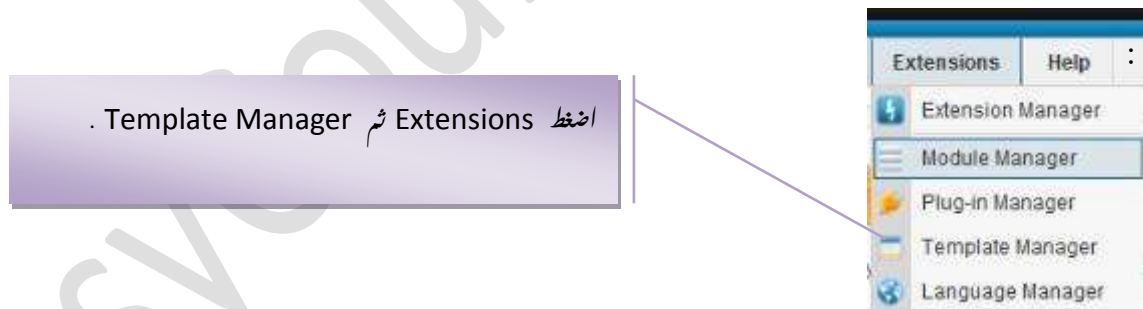 اضغط Extensions ثم Template Manager .
Extensions Help :
Extension Manager
Module Manager
Plug-in Manager
Template Manager
Language Manager